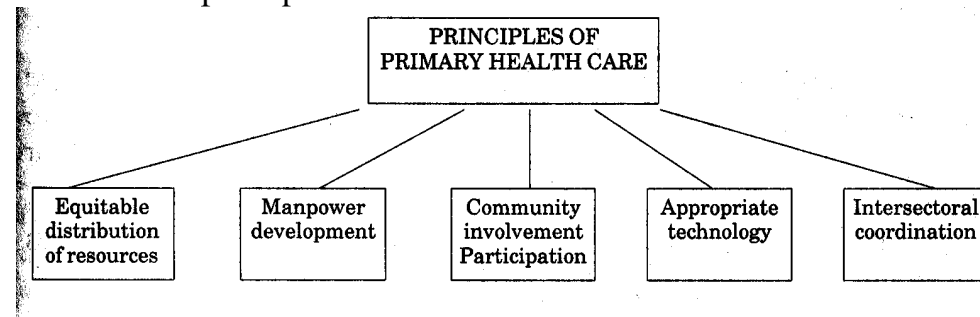 PRINCIPLES OF
PRIMARY HEALTH CARE
Equitable
distribution
of resources
Manpower
development
Community
involvement
Participation
Appropriate
technology
Intersectoral
coordination